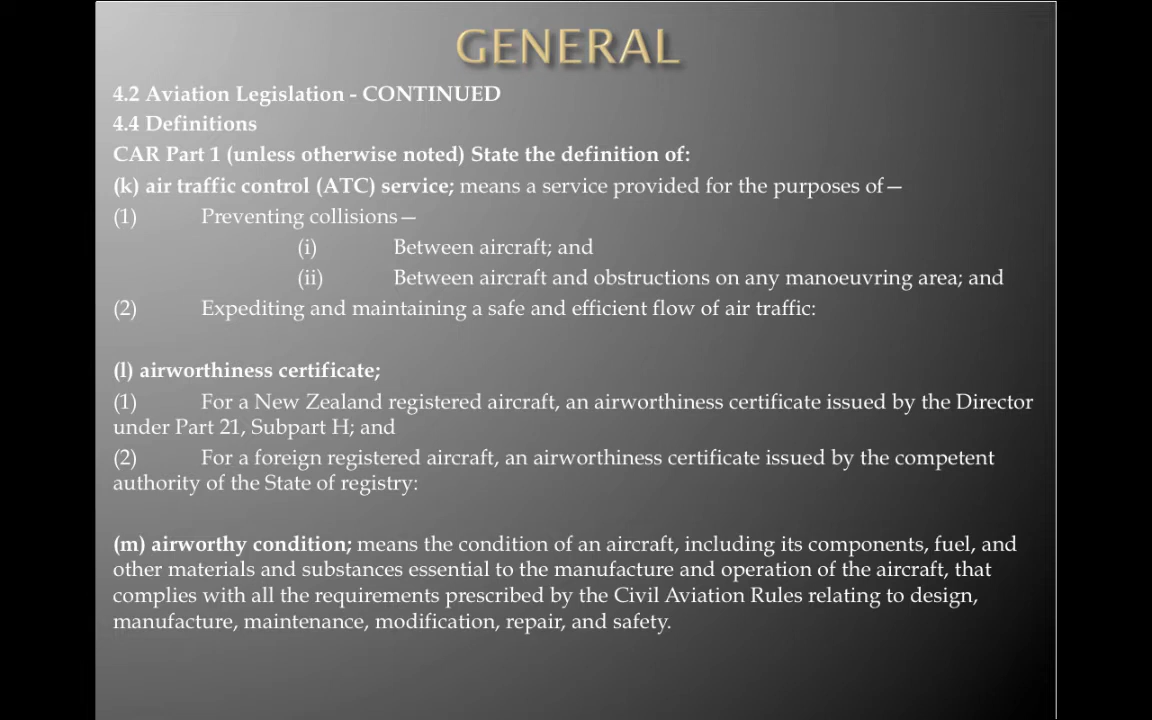 GENERAL
4.2 Aviation Legislation - CONTINUED
4.4 Definitions
CAR Part 1 (unless otherwise noted) State the definition of:
(k) air traffic control (ATC) service; means a service provided for the purposes of—
(1) Preventing collisions—
(i) Between aircraft; and
(ii) Between aircraft and obstructions on any manoeuvring area; and
(2) Expediting and maintaining a safe and efficient flow of air traffic:
(l) airworthiness certificate;
(1) For a New Zealand registered aircraft, an airworthiness certificate issued by the Director
under Part 21, Subpart H; and
(2) For a foreign registered aircraft, an airworthiness certificate issued by the competent
authority of the State of registry:
(m) airworthy condition; means the condition of an aircraft, including its components, fuel, and
other materials and substances essential to the manufacture and operation of the aircraft, that
complies with all the requirements prescribed by the Civil Aviation Rules relating to design,
manufacture, maintenance, modification, repair, and safety.